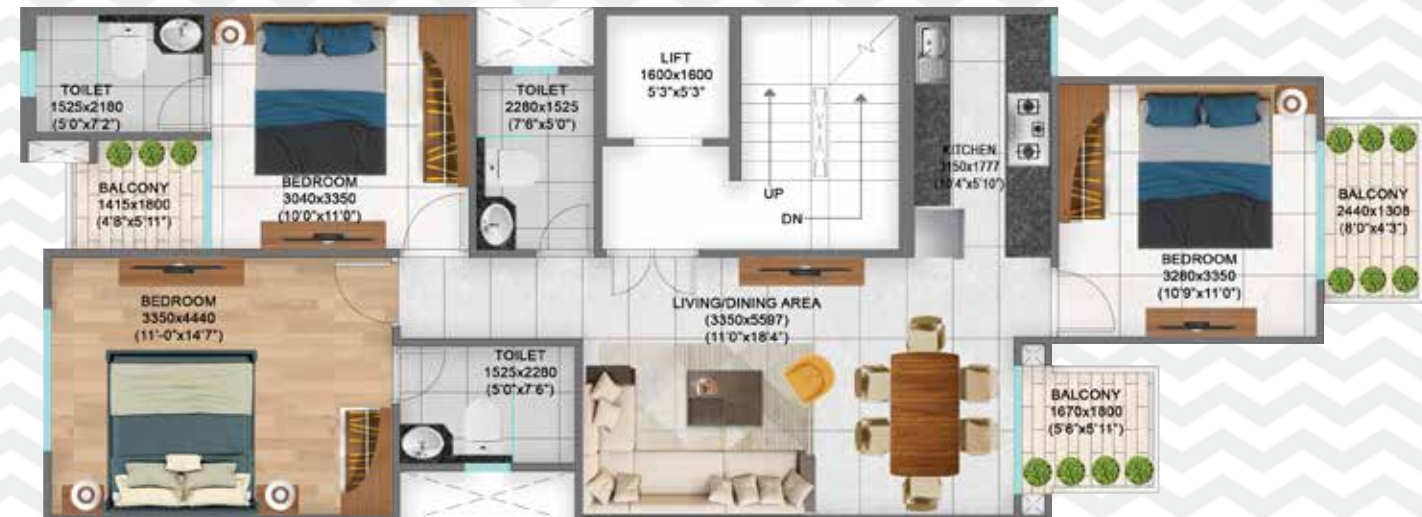 TOILET
1525x2180
(5'0"x7'2")
BALCONY
1415x1800
(4'8"x5'11")
BEDROOM
3040x3350
(10'0"x11'0")
TOILET
2280x1525
(7'6"x5'0")
LIFT
1600x1600
5'3"x5'3"
UP
DN
KITCHEN
3150x1777
(10'4"x5'10")
BEDROOM
3280x3350
(10'9"x11'0")
BALCONY
2440x1308
(8'0"x4'3")
BEDROOM
3350x4440
(11'-0"x14'7")
TOILET
1525x2280
(5'0"x7'6")
LIVING/DINING AREA
(3350x5597)
(11'0"x18'4")
BALCONY
1670x1800
(5'6"x5'11")